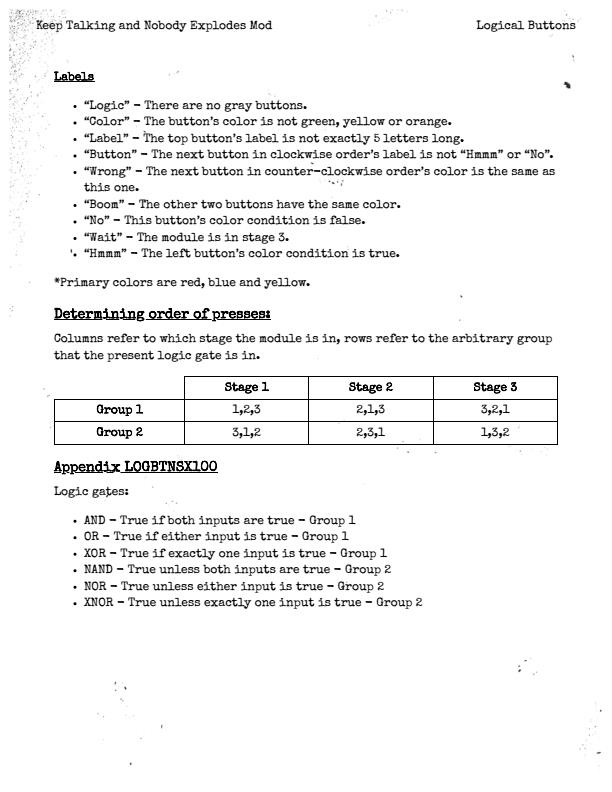 Keep Talking and Nobody Explodes Mod Logical Buttons
Labels
• “Logic” – There are no gray buttons.
• “Color” – The button’s color is not green, yellow or orange.
• “Label” – The top button’s label is not exactly 5 letters long.
• “Button” – The next button in clockwise order’s label is not “Hmmm” or “No”.
• “Wrong” – The next button in counter-clockwise order’s color is the same as
this one.
• “Boom” – The other two buttons have the same color.
• “No” – This button’s color condition is false.
• “Wait” – The module is in stage 3.
• “Hmmm” – The left button’s color condition is true.
*Primary colors are red, blue and yellow.
Determining order of presses:
Columns refer to which stage the module is in, rows refer to the arbitrary group
that the present logic gate is in.
Stage 1 Stage 2 Stage 3
Group 1 1,2,3 2,1,3 3,2,1
Group 2 3,1,2 2,3,1 1,3,2
Appendix LOGBTNSX100
Logic gates:
• AND – True if both inputs are true – Group 1
• OR – True if either input is true – Group 1
• XOR – True if exactly one input is true – Group 1
• NAND – True unless both inputs are true – Group 2
• NOR – True unless either input is true – Group 2
• XNOR – True unless exactly one input is true – Group 2